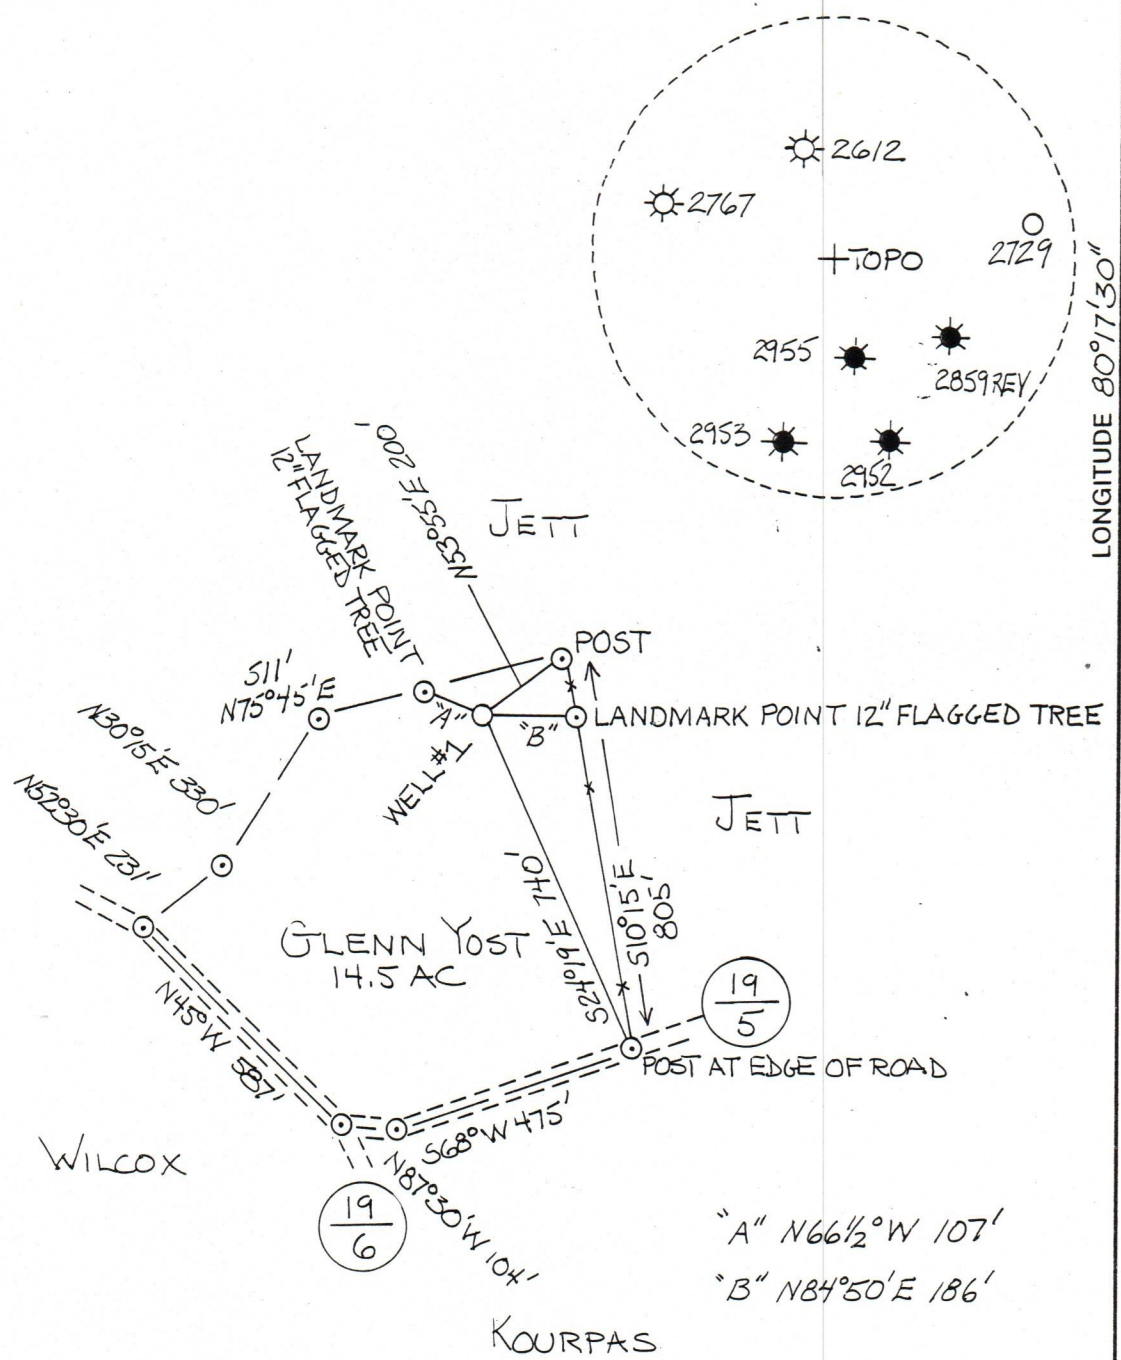 2612
2767
TOPO
2729
2955
2859 REV
2953
2952
LONGITUDE 80°17'30"
LANDMARK POINT
12" FLAGGED TREE
N53°55'E 200'
JETT
POST
511'
N75°45'E
"A"
"B"
LANDMARK POINT 12" FLAGGED TREE
WELL #1
N30°15'E 330'
N52°30'E 231'
JETT
GLENN YOST
14.5 AC
S24°19'E 740'
S10°15'E
805'
19
5
POST AT EDGE OF ROAD
N45°W 587'
S68°W 475'
WILCOX
N87°30'W 104'
19
6
"A" N66½°W 107'
"B" N84°50'E 186'
KOURPAS